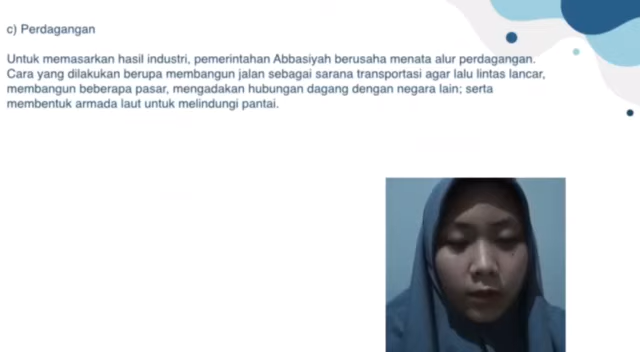 c) Perdagangan
Untuk memasarkan hasil industri, pemerintahan Abbasiyah berusaha menata alur perdagangan.
Cara yang dilakukan berupa membangun jalan sebagai sarana transportasi agar lalu lintas lancar,
membangun beberapa pasar, mengadakan hubungan dagang dengan negara lain; serta
membentuk armada laut untuk melindungi pantai.